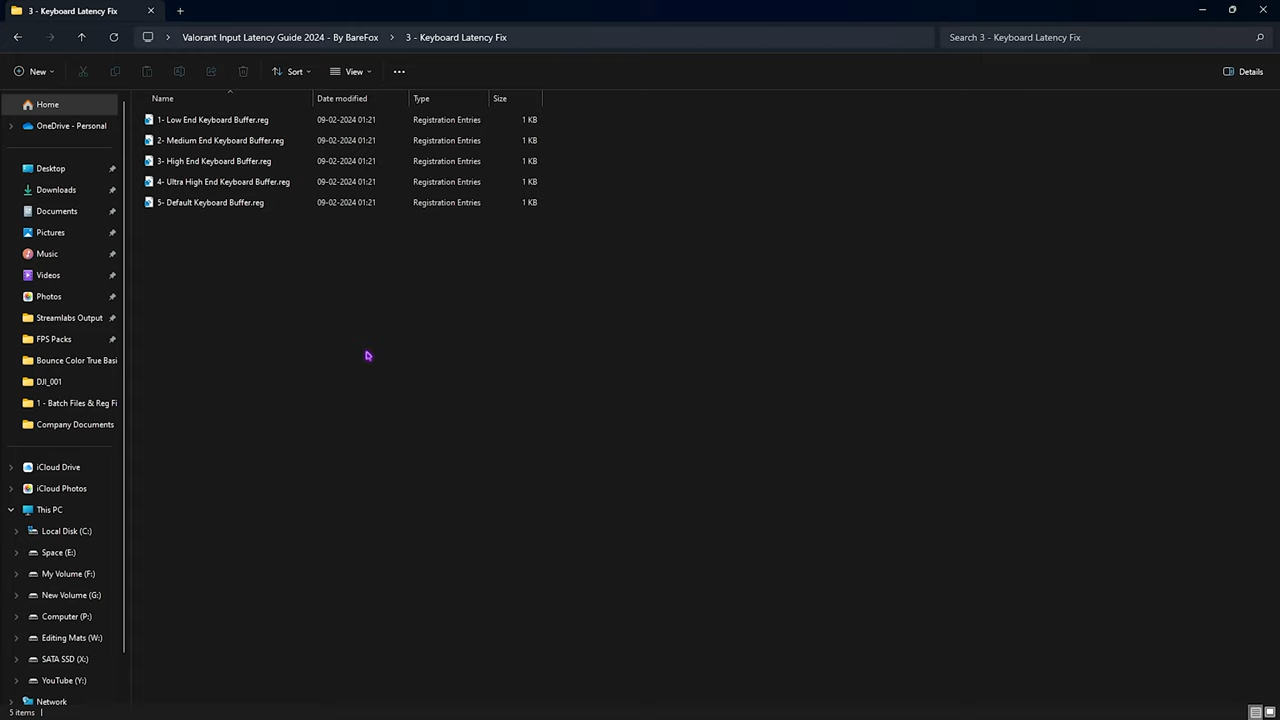 3 - Keyboard Latency Fix
Valorant Input Latency Guide 2024 - By BareFox > 3 - Keyboard Latency Fix
Search 3 - Keyboard Latency Fix
New
Sort
View
Details
Name
Date modified
Type
Size
1- Low End Keyboard Buffer.reg 09-02-2024 01:21 Registration Entries 1 KB
2- Medium End Keyboard Buffer.reg 09-02-2024 01:21 Registration Entries 1 KB
3- High End Keyboard Buffer.reg 09-02-2024 01:21 Registration Entries 1 KB
4- Ultra High End Keyboard Buffer.reg 09-02-2024 01:21 Registration Entries 1 KB
5- Default Keyboard Buffer.reg 09-02-2024 01:21 Registration Entries 1 KB
Home
OneDrive - Personal
Desktop
Downloads
Documents
Pictures
Music
Videos
Photos
Streamlabs Output
FPS Packs
Bounce Color True Basi
DJI_001
1 - Batch Files & Reg Fi
Company Documents
iCloud Drive
iCloud Photos
This PC
Local Disk (C:)
Space (E:)
My Volume (F:)
New Volume (G:)
Computer (P:)
Editing Mats (W:)
SATA SSD (X:)
YouTube (Y:)
Network
5 items